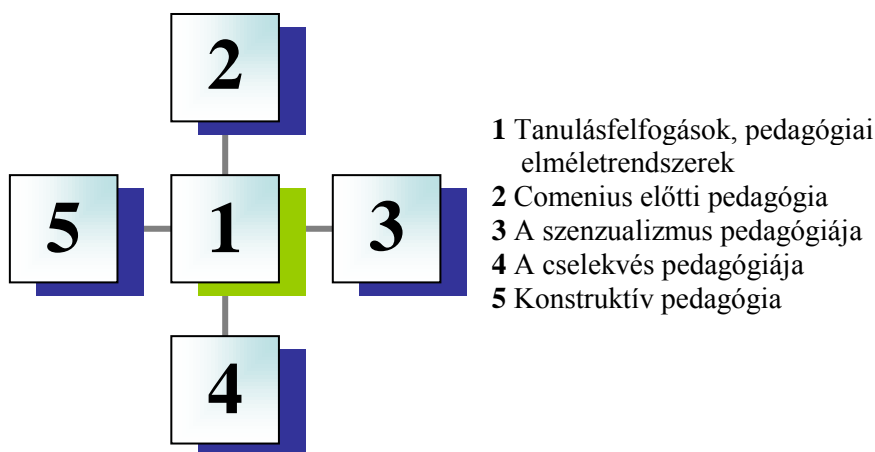 2
5
1
3
4
1 Tanulásfelfogások, pedagógiai
elméletrendszerek
2 Comenius előtti pedagógia
3 A szenzualizmus pedagógiája
4 A cselekvés pedagógiája
5 Konstruktív pedagógia